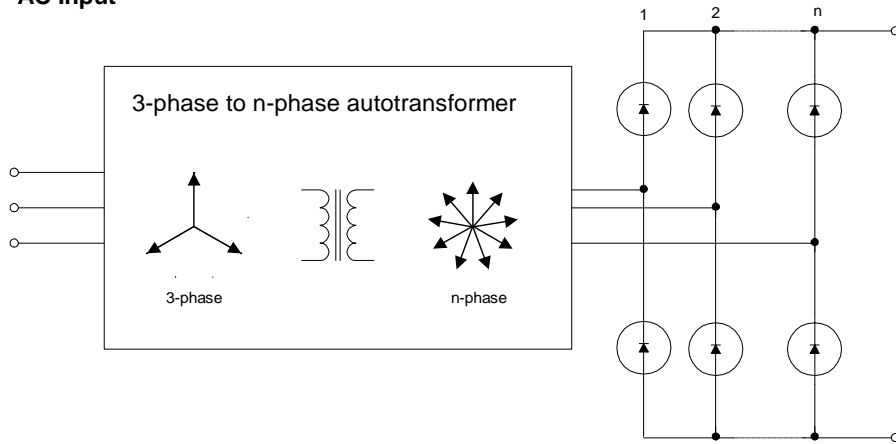 AC Input
1 2 n
3-phase to n-phase autotransformer
3-phase n-phase